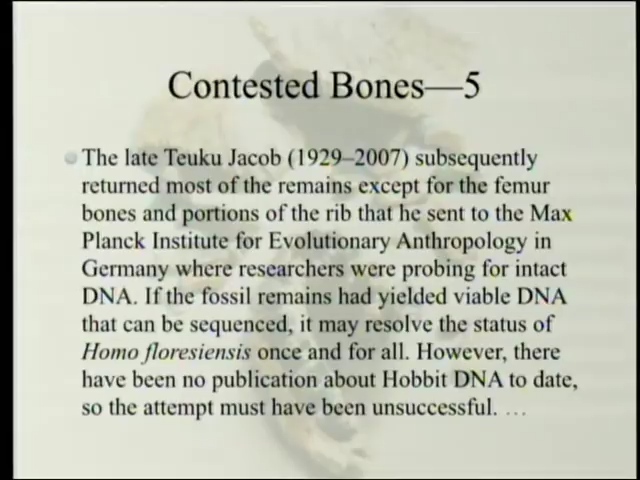 Contested Bones—5
The late Teuku Jacob (1929–2007) subsequently
returned most of the remains except for the femur
bones and portions of the rib that he sent to the Max
Planck Institute for Evolutionary Anthropology in
Germany where researchers were probing for intact
DNA. If the fossil remains had yielded viable DNA
that can be sequenced, it may resolve the status of
Homo floresiensis once and for all. However, there
have been no publication about Hobbit DNA to date,
so the attempt must have been unsuccessful. …